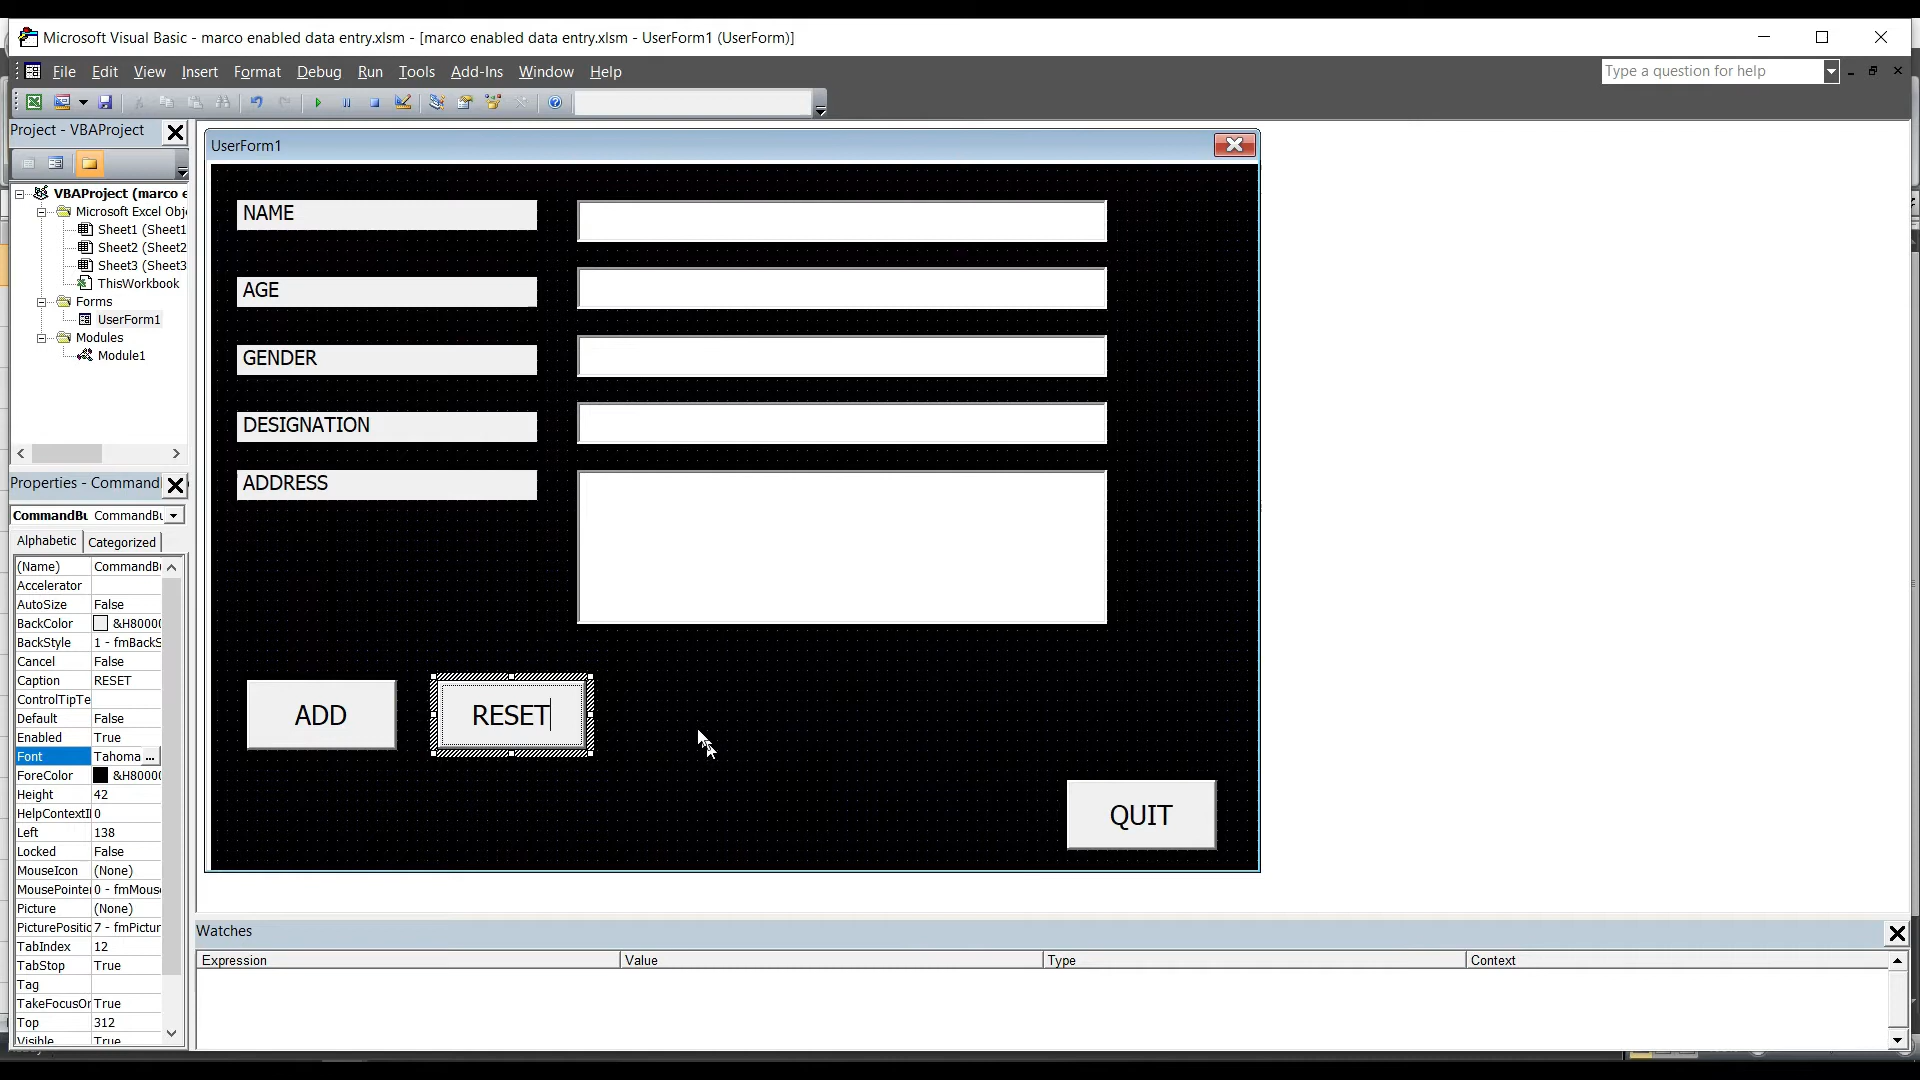 Microsoft Visual Basic - marco enabled data entry.xlsm - [marco enabled data entry.xlsm - UserForm1 (UserForm)]
File Edit View Insert Format Debug Run Tools Add-Ins Window Help
Type a question for help
Project - VBAProject
VBAProject (marco e
Microsoft Excel Obj
Sheet1 (Sheet1
Sheet2 (Sheet2
Sheet3 (Sheet3
ThisWorkbook
Forms
UserForm1
Modules
Module1
Properties - Command
CommandBu CommandBu
Alphabetic Categorized
(Name) CommandBu
Accelerator
AutoSize False
BackColor &H8000
BackStyle 1 - fmBackS
Cancel False
Caption RESET
ControlTipTe
Default False
Enabled True
Font Tahoma ...
ForeColor &H8000
Height 42
HelpContextI 0
Left 138
Locked False
MouseIcon (None)
MousePointer 0 - fmMouse
Picture (None)
PicturePositic 7 - fmPictur
TabIndex 12
TabStop True
Tag
TakeFocusOr True
Top 312
Visible True
UserForm1
NAME
AGE
GENDER
DESIGNATION
ADDRESS
ADD
RESET
QUIT
Watches
Expression Value Type Context